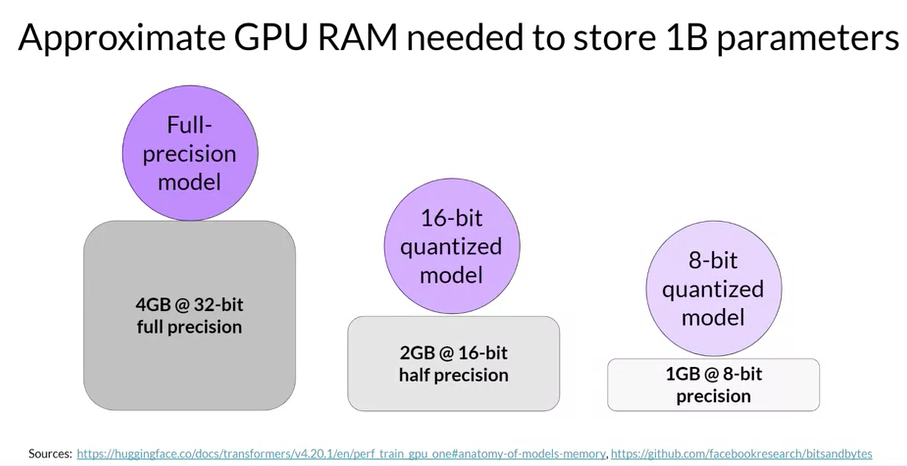 Approximate GPU RAM needed to store 1B parameters
Full-
precision
model
4GB @ 32-bit
full precision
16-bit
quantized
model
2GB @ 16-bit
half precision
8-bit
quantized
model
1GB @ 8-bit
precision
Sources: https://huggingface.co/docs/transformers/v4.20.1/en/perf_train_gpu_one#anatomy-of-models-memory, https://github.com/facebookresearch/bitsandbytes